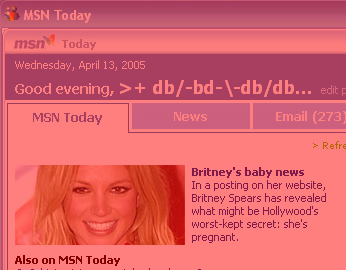 MSN Today
msn Today
Wednesday, April 13, 2005
Good evening, >+ db/-bd-\-db/db... edit
MSN Today News Email (273)
> Refre
Britney's baby news
In a posting on her website,
Britney Spears has revealed
what might be Hollywood's
worst-kept secret: she's
pregnant.
Also on MSN Today